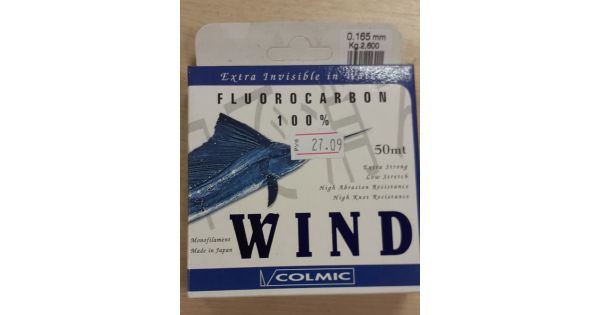 0.165 mm
Kg 2,600
Extra Invisible in Water
FLUOROCARBON
100%
Pvs 27.09
50mt
Extra Strong
Low Stretch
High Abrasion Resistance
High Knot Resistance
WIND
Monofilament
Made in Japan
COLMIC